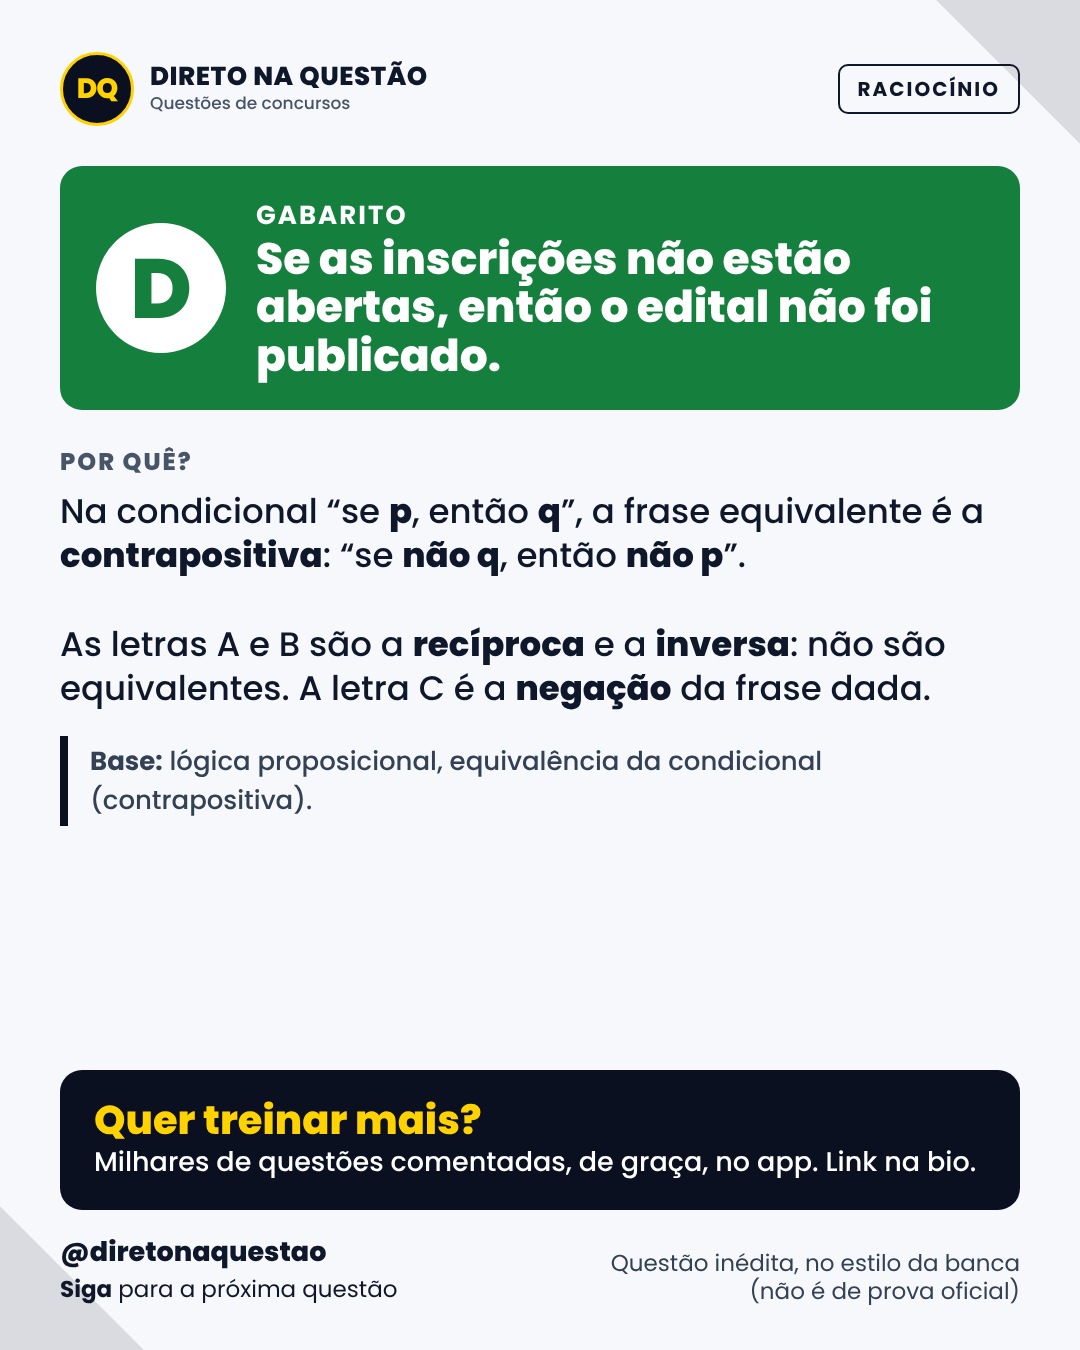 DQ
DIRETO NA QUESTÃO
Questões de concursos
RACIOCÍNIO
D
GABARITO
Se as inscrições não estão
abertas, então o edital não foi
publicado.
POR QUÊ?
Na condicional “se p, então q”, a frase equivalente é a
contrapositiva: “se não q, então não p”.
As letras A e B são a recíproca e a inversa: não são
equivalentes. A letra C é a negação da frase dada.
Base: lógica proposicional, equivalência da condicional
(contrapositiva).
Quer treinar mais?
Milhares de questões comentadas, de graça, no app. Link na bio.
@diretonaquestao
Siga para a próxima questão
Questão inédita, no estilo da banca
(não é de prova oficial)